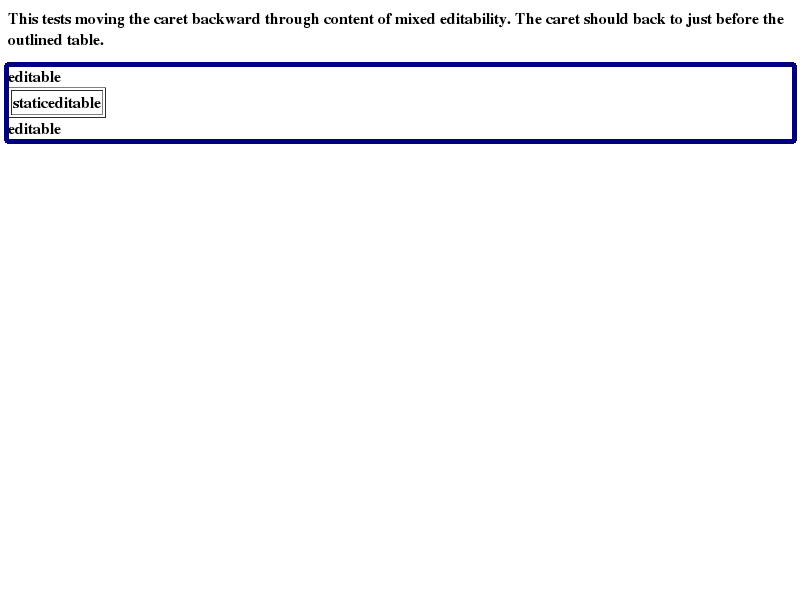 This tests moving the caret backward through content of mixed editability. The caret should back to just before the
outlined table.
editable
staticeditable
editable